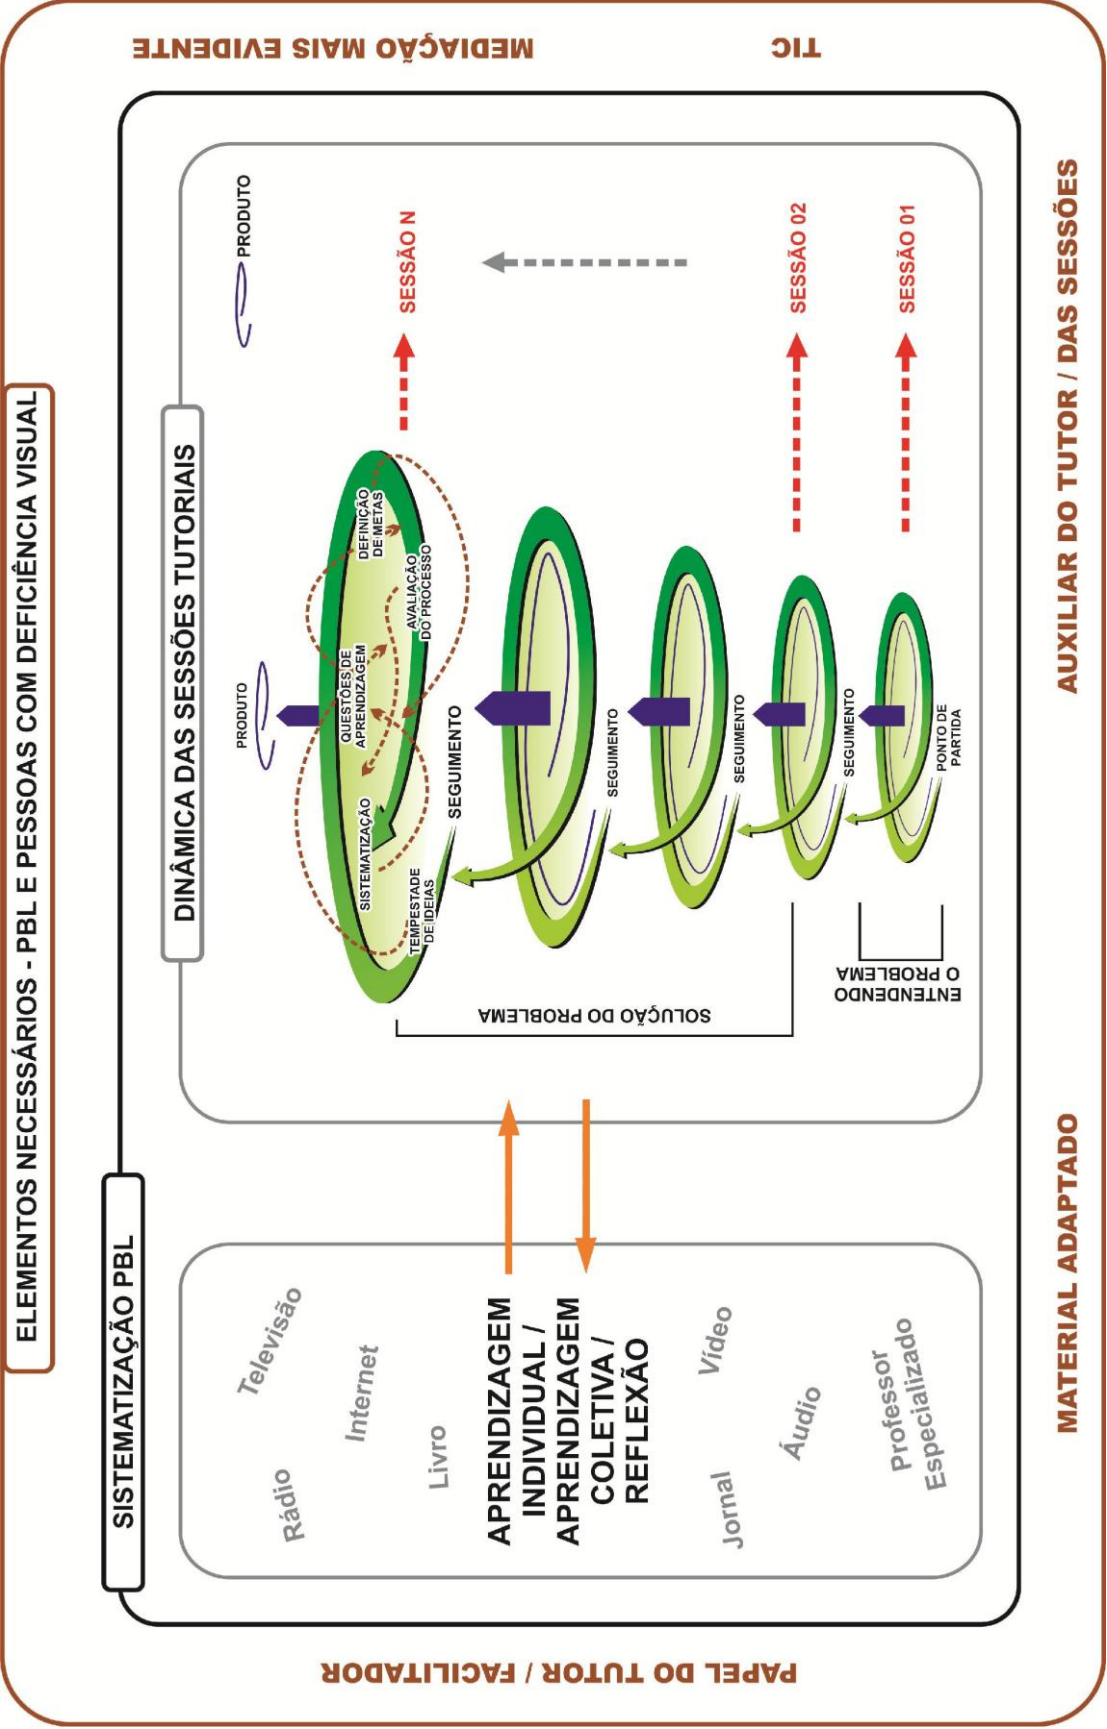 ELEMENTOS NECESSÁRIOS - PBL E PESSOAS COM DEFICIÊNCIA VISUAL
SISTEMATIZAÇÃO PBL
DINÂMICA DAS SESSÕES TUTORIAIS
PAPEL DO TUTOR / FACILITADOR
Rádio
Televisão
Internet
Livro
APRENDIZAGEM
INDIVIDUAL /
APRENDIZAGEM
COLETIVA /
REFLEXÃO
Jornal
Vídeo
Áudio
Professor
Especializado
PRODUTO
PRODUTO
SISTEMATIZAÇÃO
QUESTÕES DE
APRENDIZAGEM
DEFINIÇÃO
DE METAS
TEMPESTADE
DE IDEIAS
AVALIAÇÃO
DO PROCESSO
SEGUIMENTO
SESSÃO N
SOLUÇÃO DO PROBLEMA
SEGUIMENTO
SEGUIMENTO
SEGUIMENTO
SESSÃO 02
ENTENDENDO
O PROBLEMA
PONTO DE
PARTIDA
SESSÃO 01
MEDIAÇÃO MAIS EVIDENTE
TIC
MATERIAL ADAPTADO
AUXILIAR DO TUTOR / DAS SESSÕES